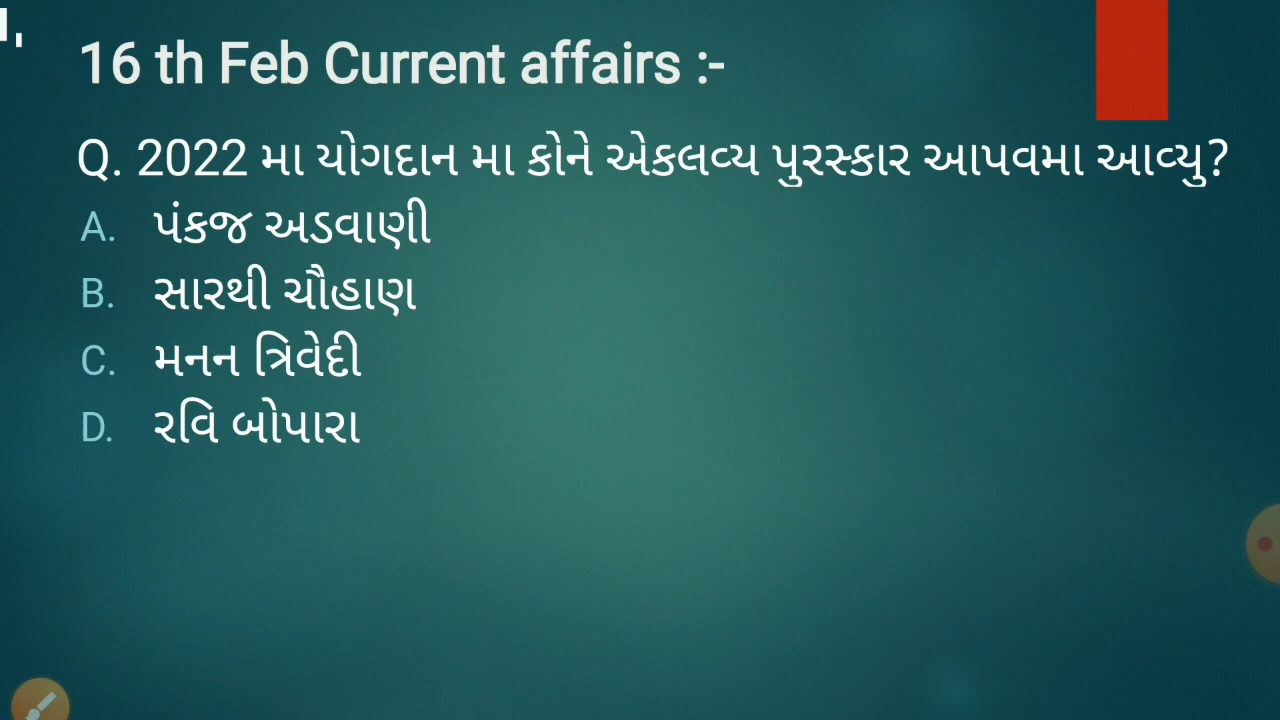 16 th Feb Current affairs :-
Q. 2022 મા યોગદાન મા કોને એકલવ્ય પુરસ્કાર આપવમા આવ્યુ?
A. પંકજ અડવાણી
B. સારથી ચૌહાણ
C. મનન ત્રિવેદી
D. રવિ બોપારા